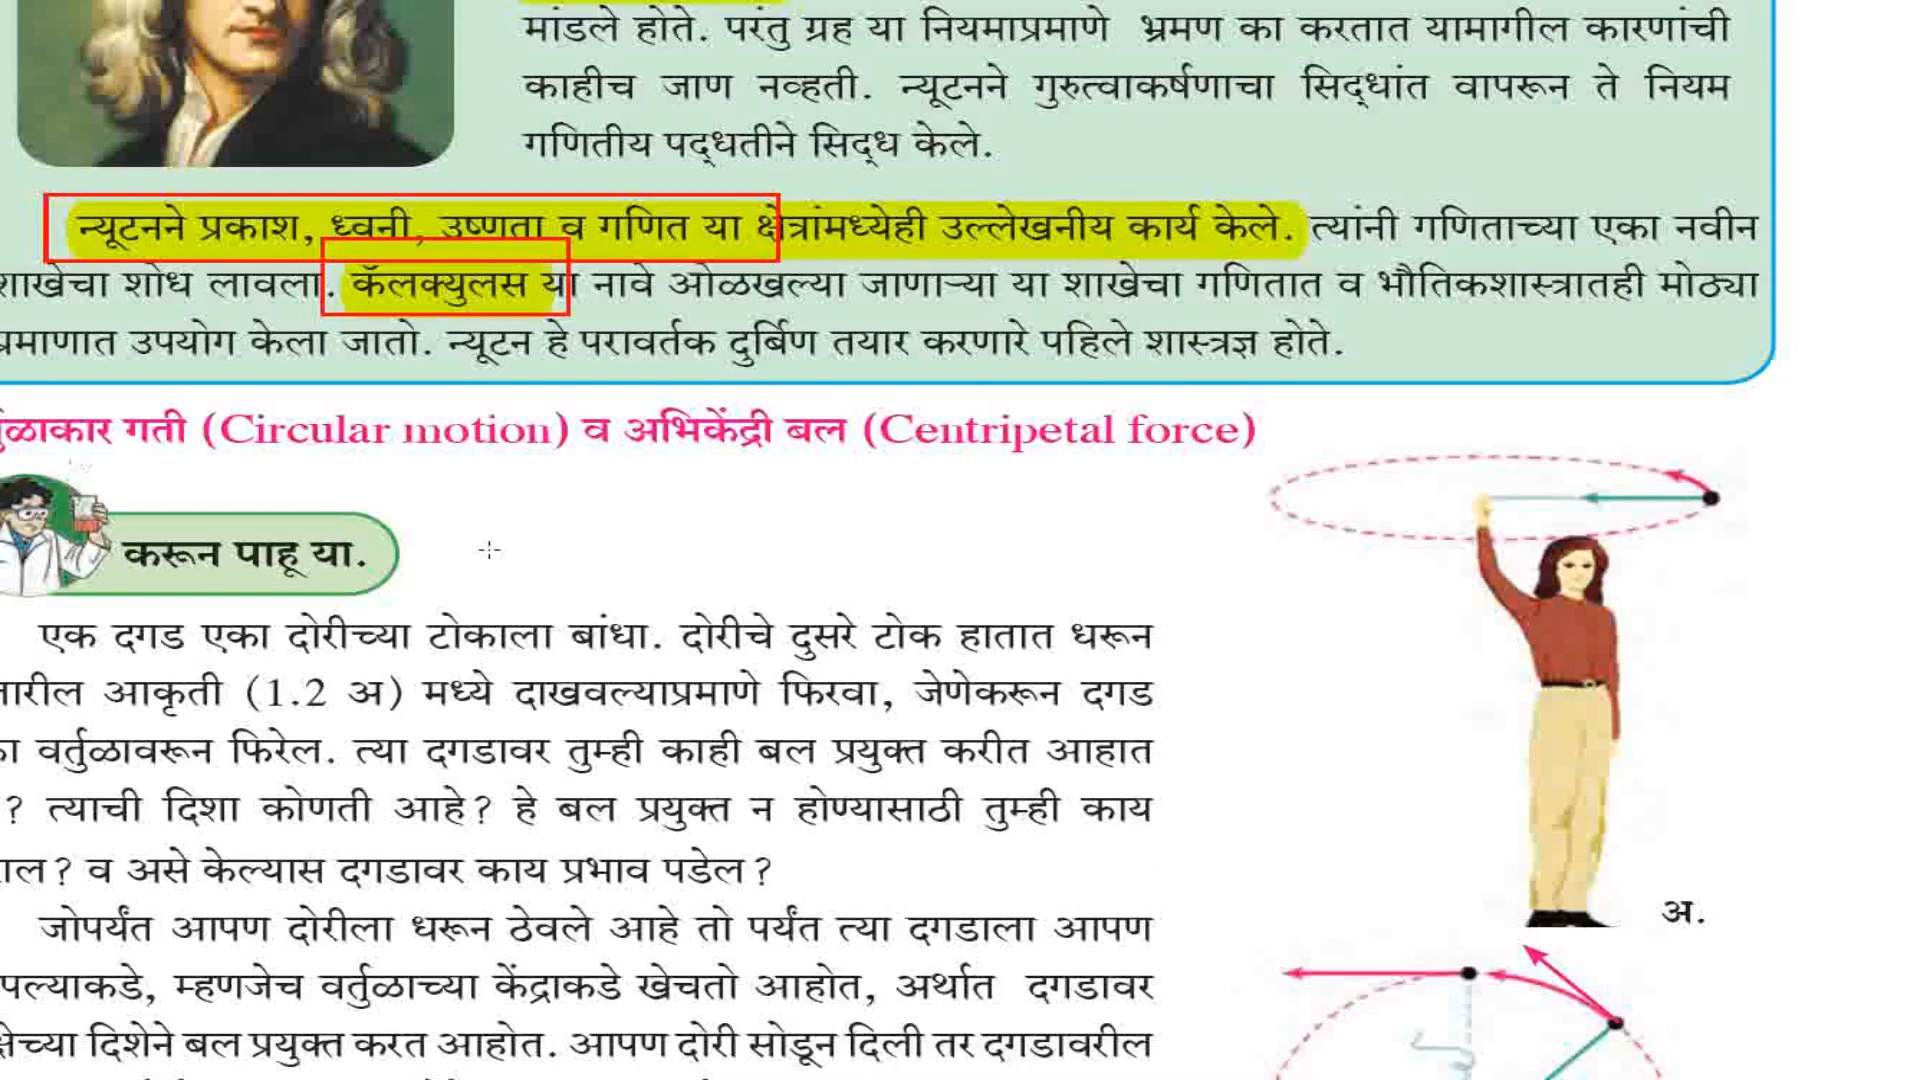 मांडले होते. परंतु ग्रह या नियमाप्रमाणे भ्रमण का करतात यामागील कारणांची
काहीच जाण नव्हती. न्यूटनने गुरुत्वाकर्षणाचा सिद्धांत वापरून ते नियम
गणितीय पद्धतीने सिद्ध केले.
न्यूटनने प्रकाश, ध्वनी, उष्णता व गणित या क्षेत्रांमध्येही उल्लेखनीय कार्य केले. त्यांनी गणिताच्या एका नवीन
शाखेचा शोध लावला. कॅलक्युलस या नावे ओळखल्या जाणाऱ्या या शाखेचा गणितात व भौतिकशास्त्रातही मोठ्या
प्रमाणात उपयोग केला जातो. न्यूटन हे परावर्तक दुर्बिण तयार करणारे पहिले शास्त्रज्ञ होते.
गती (Circular motion) व अभिकेंद्री बल (Centripetal force)
करून पाहू या.
एक दगड एका दोरीच्या टोकाला बांधा. दोरीचे दुसरे टोक हातात धरून
आकृती (1.2 अ) मध्ये दाखवल्याप्रमाणे फिरवा, जेणेकरून दगड
वर्तुळावरून फिरेल. त्या दगडावर तुम्ही काही बल प्रयुक्त करीत आहात
? त्याची दिशा कोणती आहे? हे बल प्रयुक्त न होण्यासाठी तुम्ही काय
? व असे केल्यास दगडावर काय प्रभाव पडेल?
जोपर्यंत आपण दोरीला धरून ठेवले आहे तो पर्यंत त्या दगडाला आपण
म्हणजेच वर्तुळाच्या केंद्राकडे खेचतो आहोत, अर्थात दगडावर
दिशेने बल प्रयुक्त करत आहोत. आपण दोरी सोडून दिली तर दगडावरील
अ.